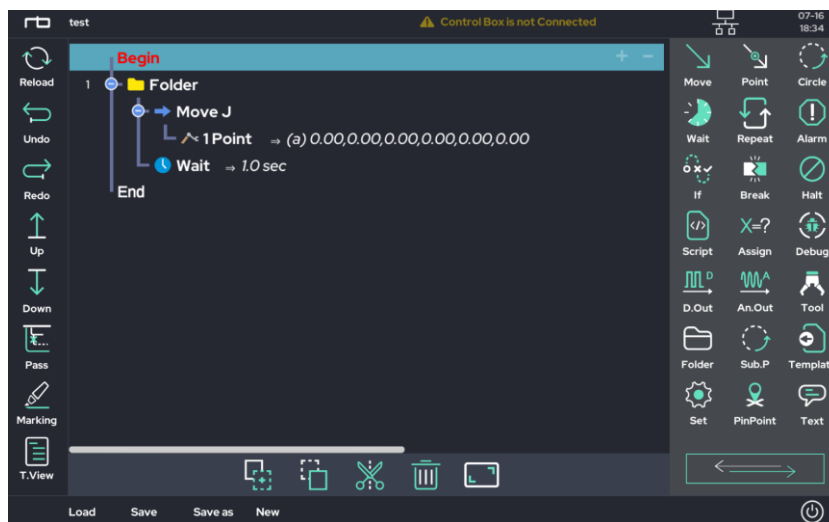 rb test ⚠ Control Box is not Connected 07-16
18:34
Reload
Undo
Redo
Up
Down
Pass
Marking
T.View
Begin + −
1 Folder
Move J
1 Point ⇒ (a) 0.00,0.00,0.00,0.00,0.00,0.00
Wait ⇒ 1.0 sec
End
Move Point Circle
Wait Repeat Alarm
If Break Halt
</> X=?
Script Assign Debug
D A
D.Out An.Out Tool
Folder Sub.P Templat
Set PinPoint Text
Load Save Save as New